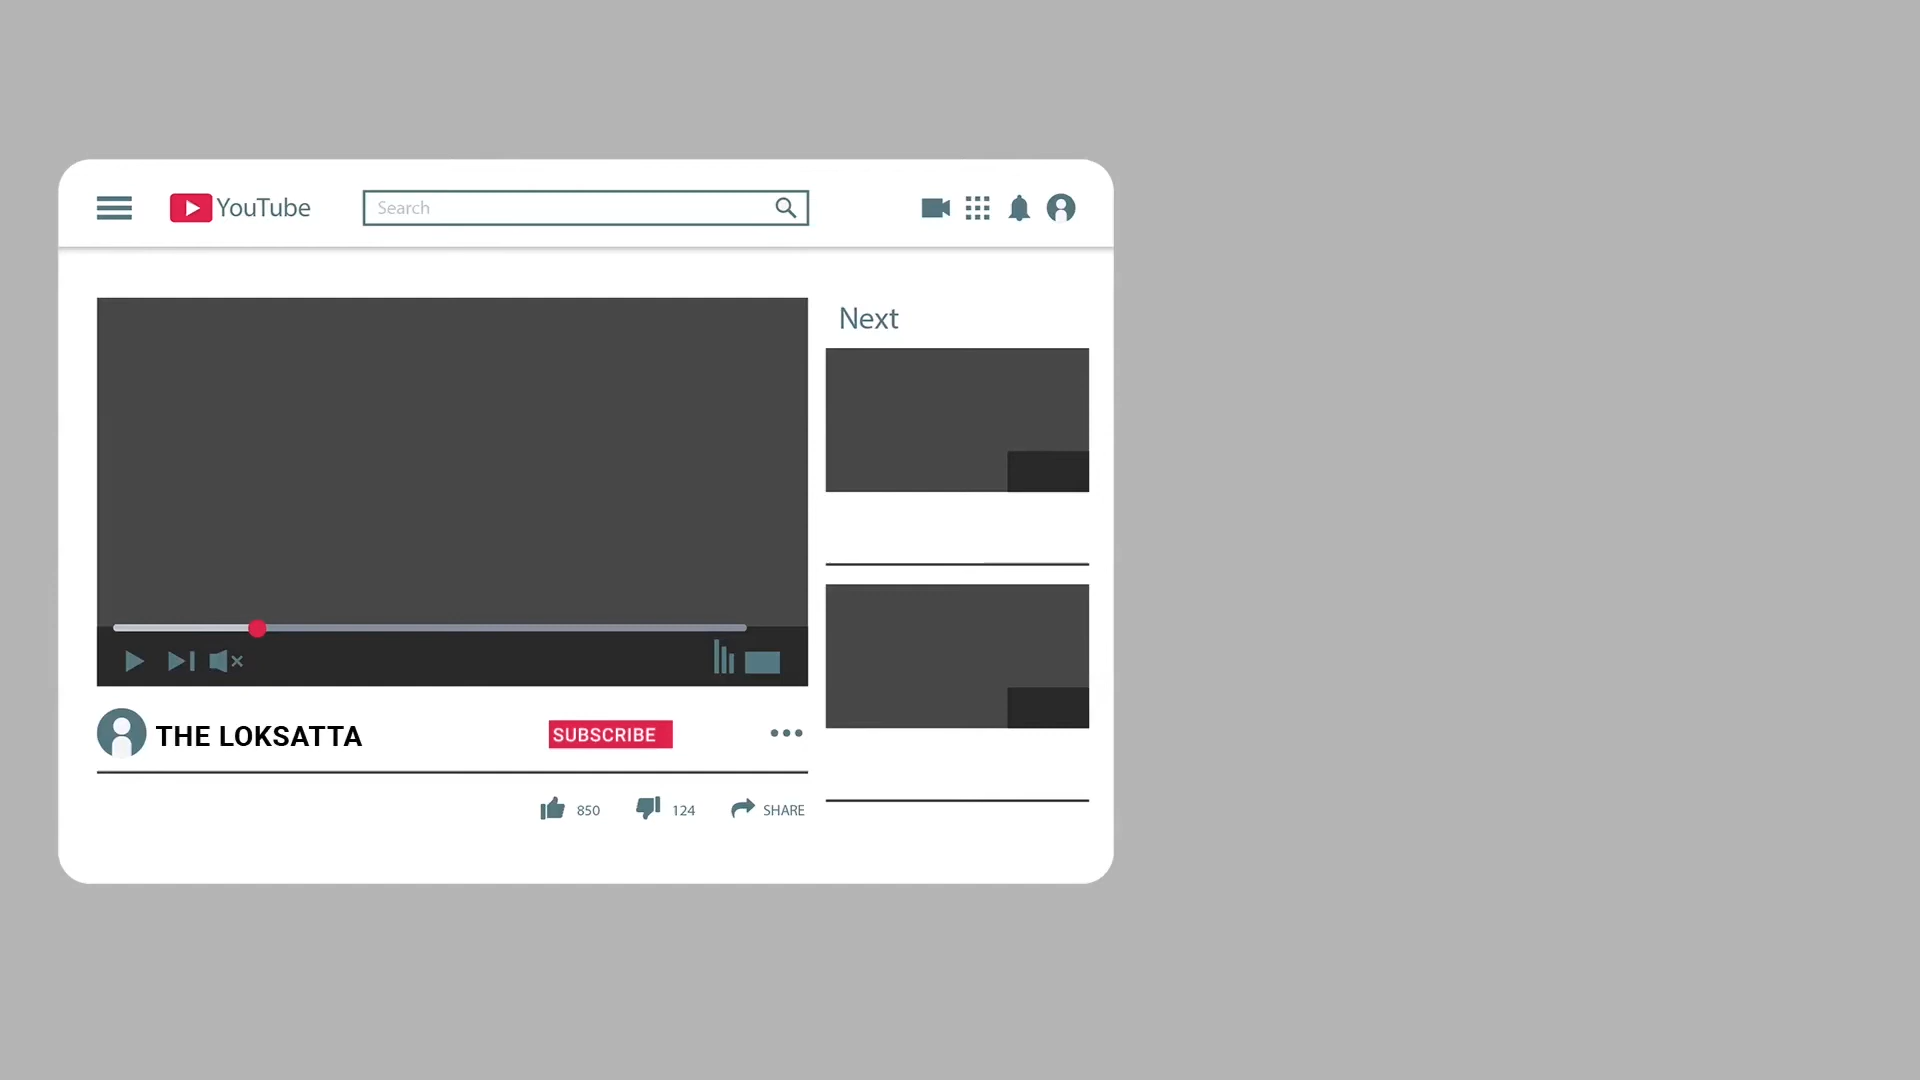 YouTube
Search
Next
THE LOKSATTA
SUBSCRIBE
850
124
SHARE